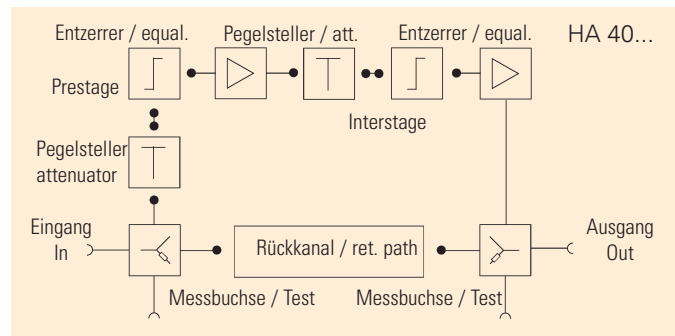 Entzerrer / equal.
Pegelsteller / att.
Entzerrer / equal.
HA 40...
Prestage
Interstage
Pegelsteller
attenuator
Eingang
In
Rückkanal / ret. path
Ausgang
Out
Messbuchse / Test
Messbuchse / Test